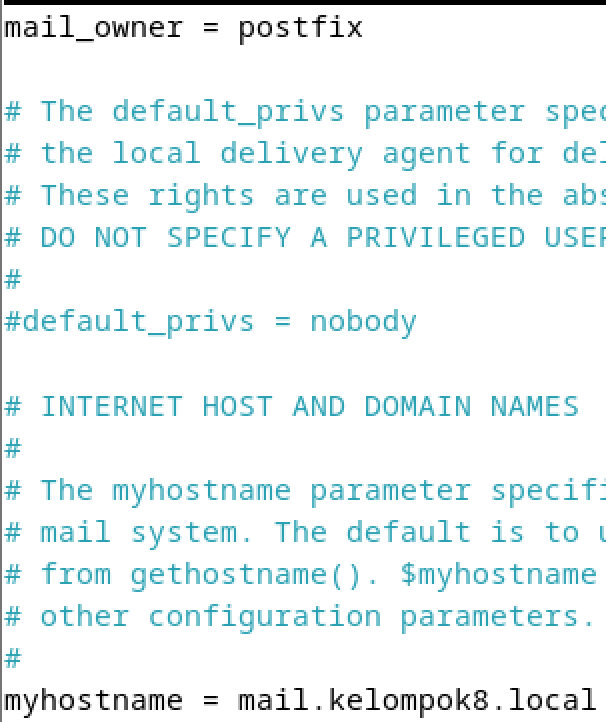 mail_owner = postfix
# The default_privs parameter spec
# the local delivery agent for del
# These rights are used in the abs
# DO NOT SPECIFY A PRIVILEGED USER
#
#default_privs = nobody
# INTERNET HOST AND DOMAIN NAMES
#
# The myhostname parameter specifi
# mail system. The default is to u
# from gethostname(). $myhostname
# other configuration parameters.
#
myhostname = mail.kelompok8.local